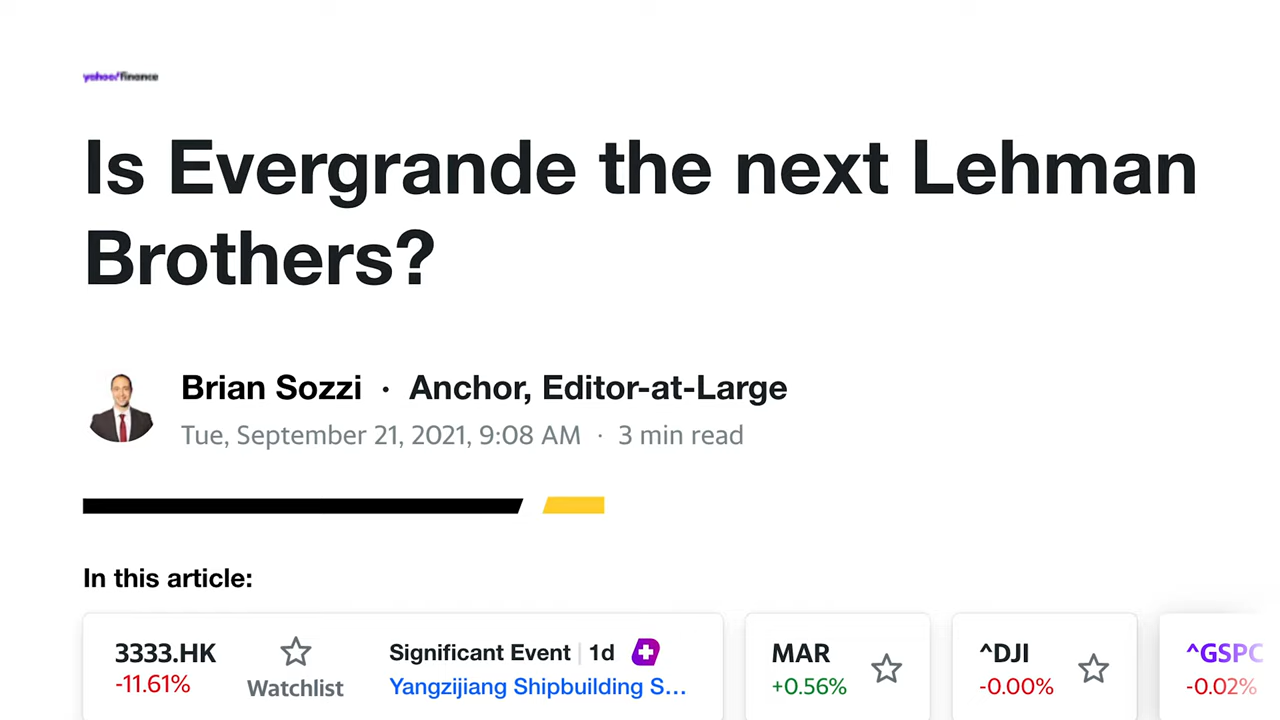 yahoo/finance
Is Evergrande the next Lehman
Brothers?
Brian Sozzi · Anchor, Editor-at-Large
Tue, September 21, 2021, 9:08 AM · 3 min read
In this article:
3333.HK
-11.61%
Watchlist
Significant Event | 1d
Yangzijiang Shipbuilding S...
MAR
+0.56%
^DJI
-0.00%
^GSPC
-0.02%